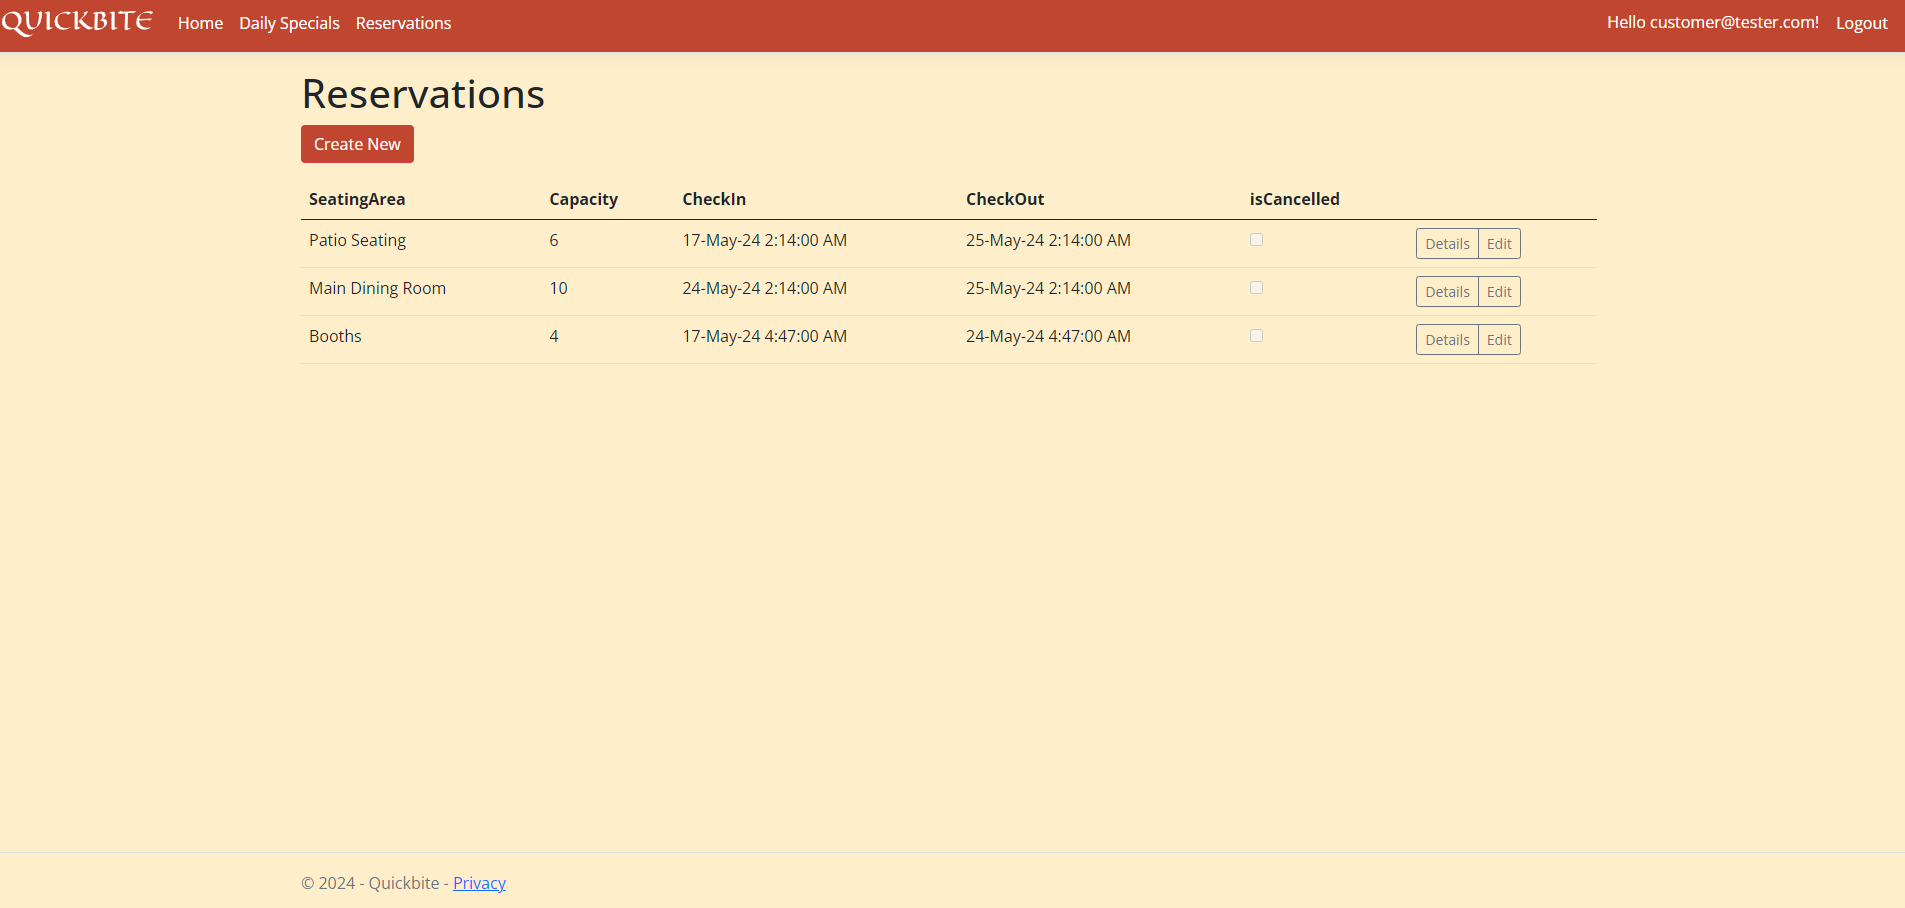 QUICKBITE Home Daily Specials Reservations Hello customer@tester.com! Logout
Reservations
Create New
SeatingArea Capacity CheckIn CheckOut isCancelled
Patio Seating 6 17-May-24 2:14:00 AM 25-May-24 2:14:00 AM Details Edit
Main Dining Room 10 24-May-24 2:14:00 AM 25-May-24 2:14:00 AM Details Edit
Booths 4 17-May-24 4:47:00 AM 24-May-24 4:47:00 AM Details Edit
© 2024 - Quickbite - Privacy